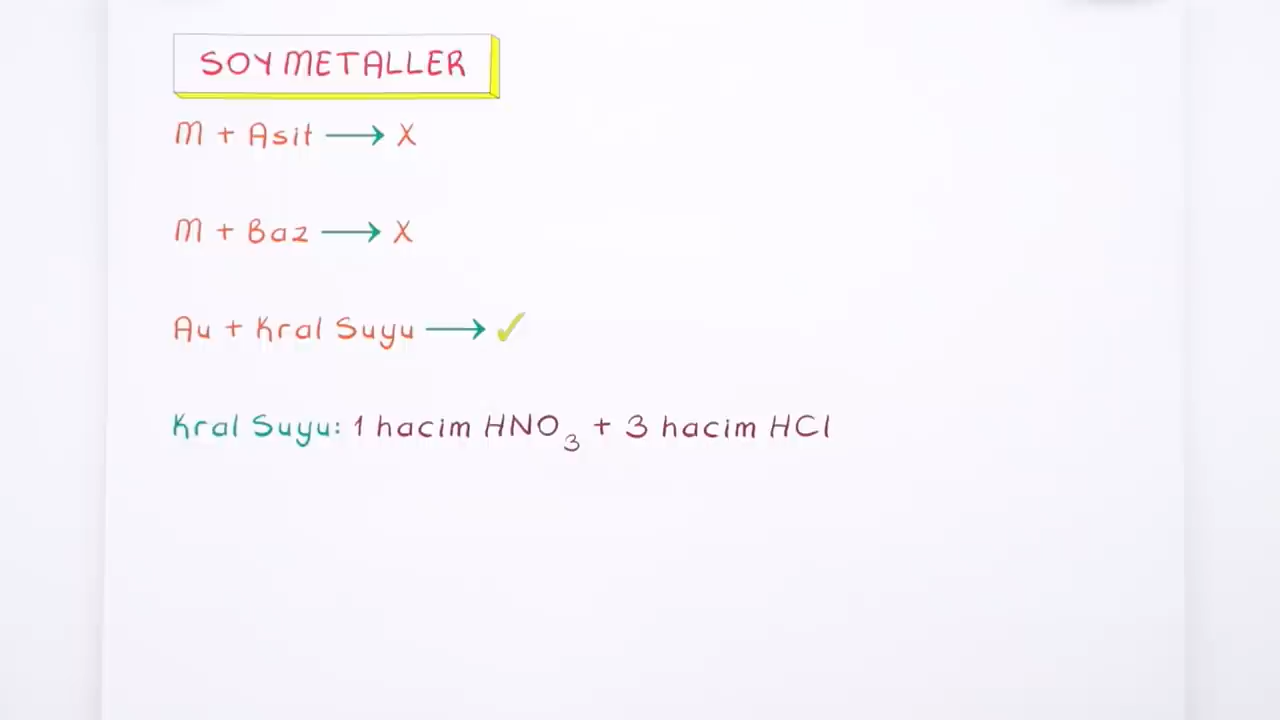 SOY METALLER
M + Asit ⟶ X
M + Baz ⟶ X
Au + Kral Suyu ⟶ ✓
Kral Suyu: 1 hacim HNO₃ + 3 hacim HCl